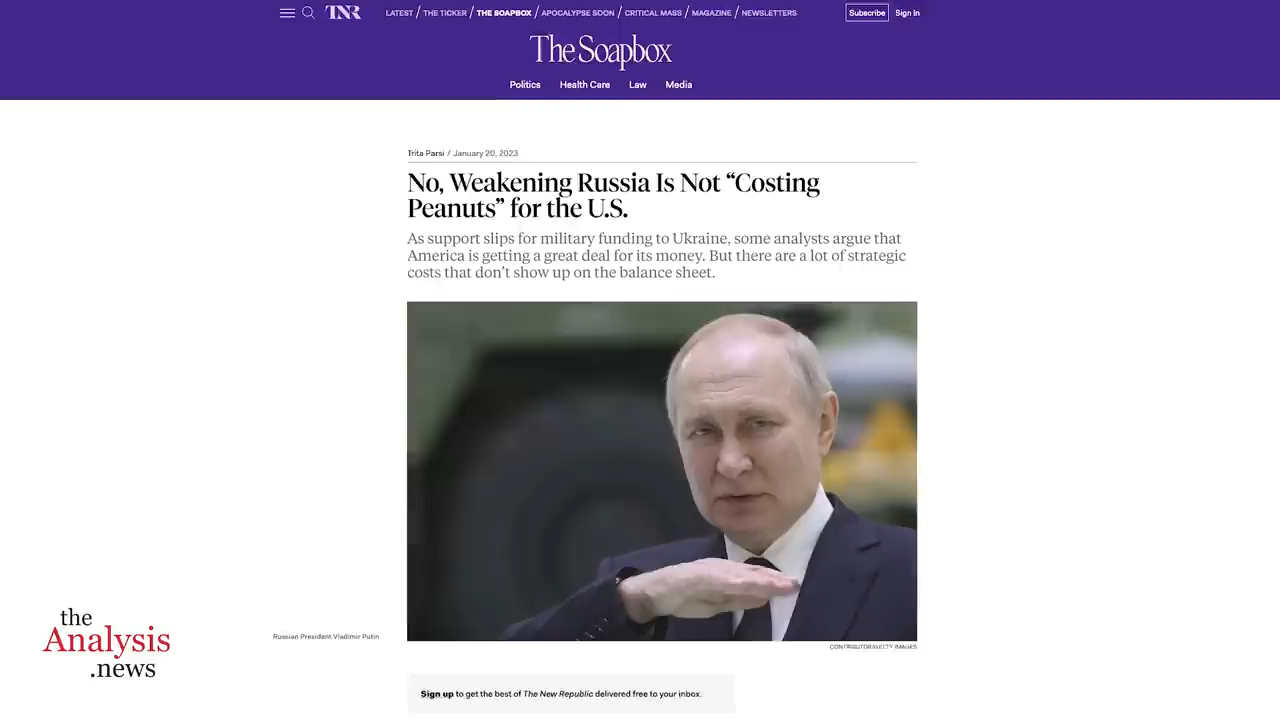 TNR
LATEST / THE TICKER / THE SOAPBOX / APOCALYPSE SOON / CRITICAL MASS / MAGAZINE / NEWSLETTERS
Subscribe Sign In
The Soapbox
Politics Health Care Law Media
Trita Parsi / January 20, 2023
No, Weakening Russia Is Not “Costing
Peanuts” for the U.S.
As support slips for military funding to Ukraine, some analysts argue that
America is getting a great deal for its money. But there are a lot of strategic
costs that don’t show up on the balance sheet.
the
Analysis
.news
Russian President Vladimir Putin
CONTRIBUTOR/GETTY IMAGES
Sign up to get the best of The New Republic delivered free to your inbox.